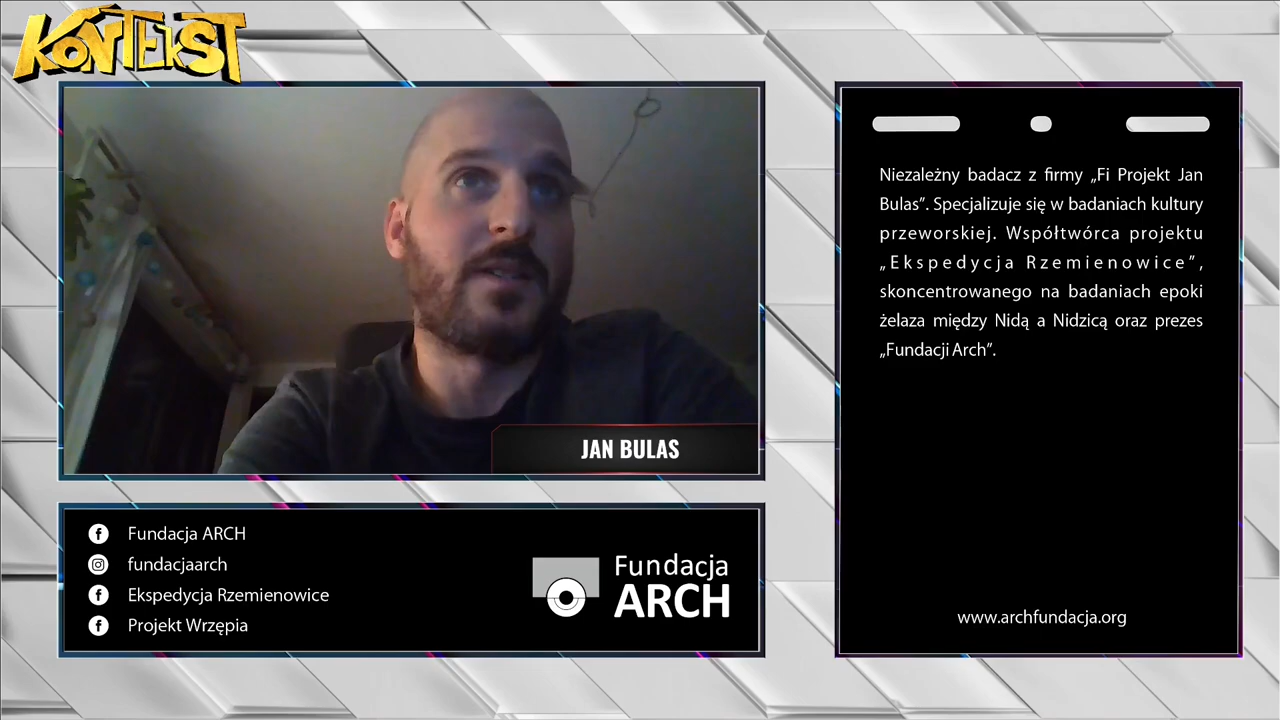 KONTEKST
JAN BULAS
Fundacja ARCH
fundacjaarch
Ekspedycja Rzemienowice
Projekt Wrzępia
Fundacja
ARCH
Niezależny badacz z firmy „Fi Projekt Jan
Bulas”. Specjalizuje się w badaniach kultury
przeworskiej. Współtwórca projektu
„Ekspedycja Rzemienowice”,
skoncentrowanego na badaniach epoki
żelaza między Nidą a Nidzicą oraz prezes
„Fundacji Arch”.
www.archfundacja.org